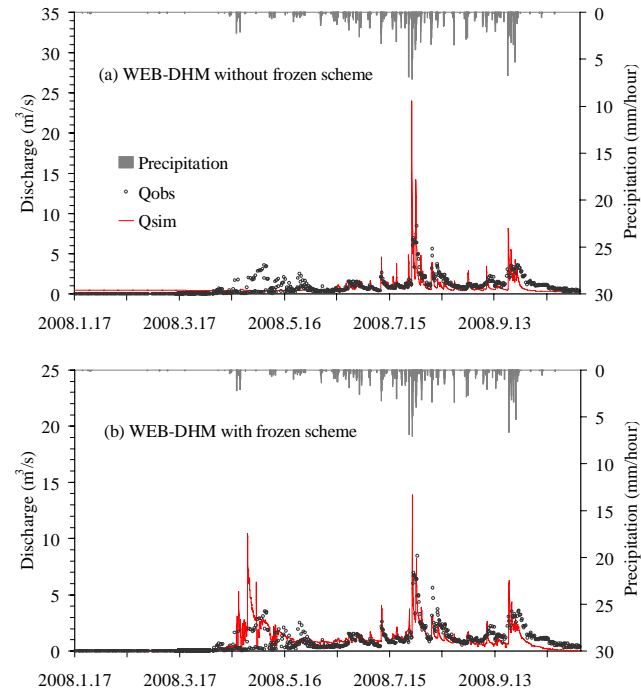 35
30
25
20
15
10
5
0
Discharge (m³/s)
(a) WEB-DHM without frozen scheme
Precipitation
Qobs
Qsim
0
5
10
15
20
25
30
Precipitation (mm/hour)
2008.1.17 2008.3.17 2008.5.16 2008.7.15 2008.9.13
25
20
15
10
5
0
Discharge (m³/s)
(b) WEB-DHM with frozen scheme
0
5
10
15
20
25
30
Precipitation (mm/hour)
2008.1.17 2008.3.17 2008.5.16 2008.7.15 2008.9.13